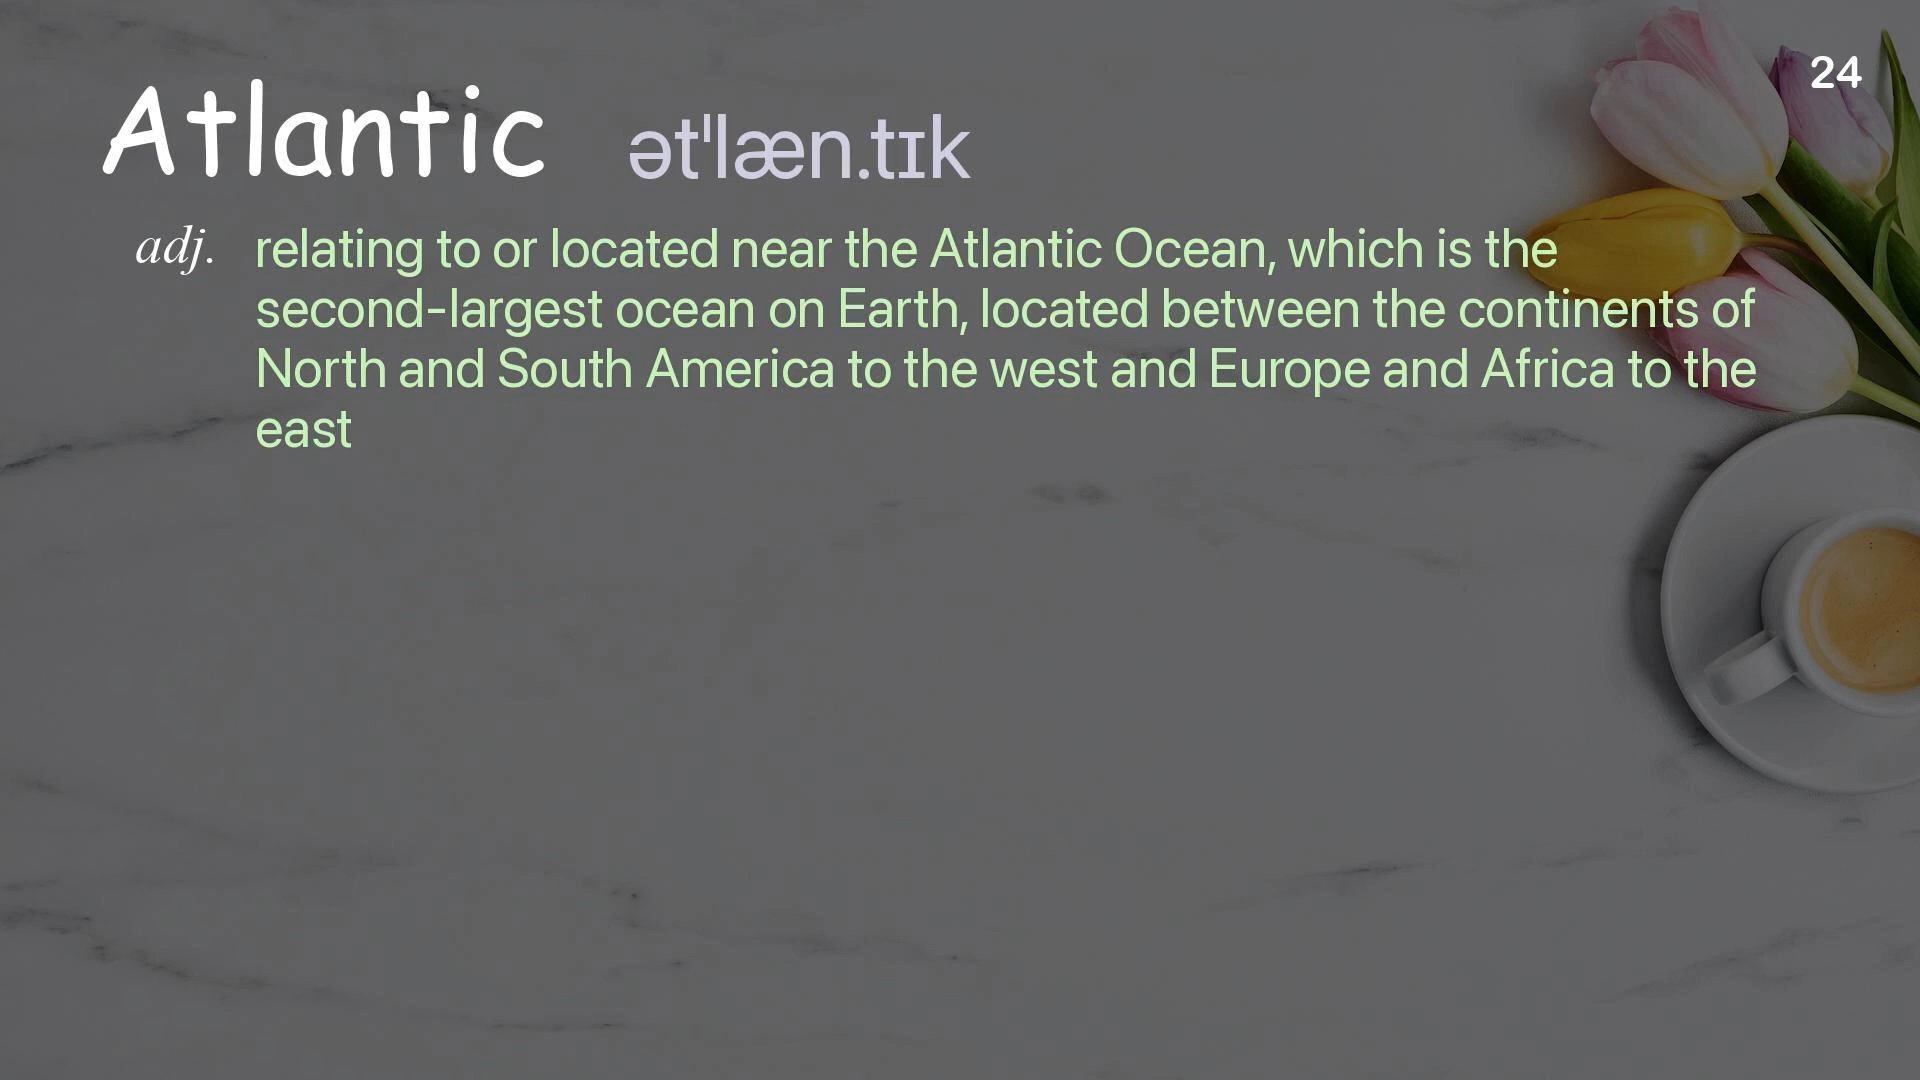 24
Atlantic ətˈlæn.tɪk
adj. relating to or located near the Atlantic Ocean, which is the
second-largest ocean on Earth, located between the continents of
North and South America to the west and Europe and Africa to the
east